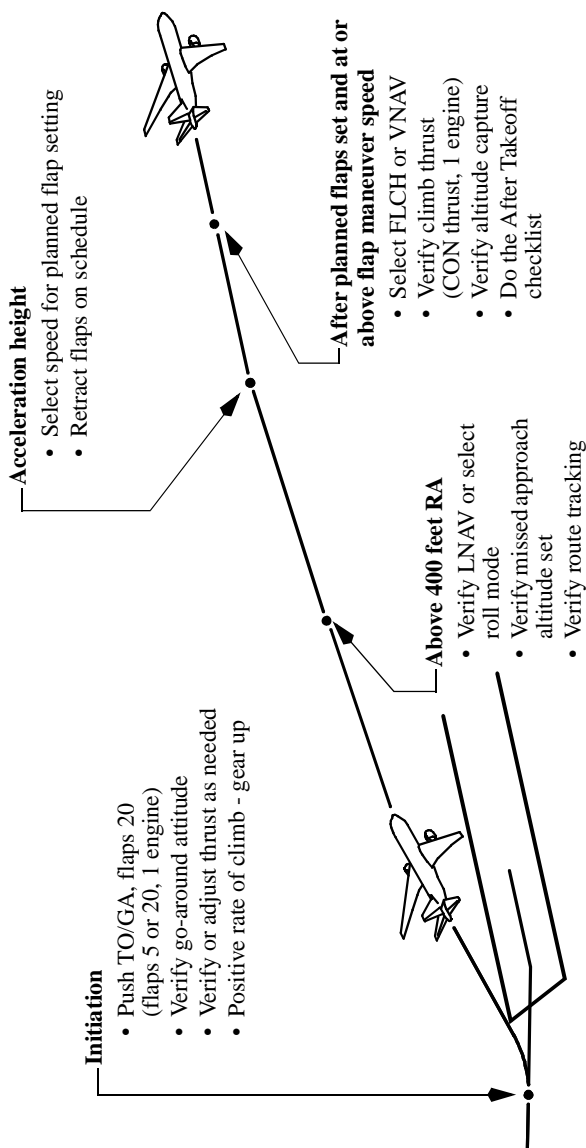 Initiation
• Push TO/GA, flaps 20
(flaps 5 or 20, 1 engine)
• Verify go-around attitude
• Verify or adjust thrust as needed
• Positive rate of climb - gear up
Above 400 feet RA
• Verify LNAV or select
roll mode
• Verify missed approach
altitude set
• Verify route tracking
Acceleration height
• Select speed for planned flap setting
• Retract flaps on schedule
After planned flaps set and at or
above flap maneuver speed
• Select FLCH or VNAV
• Verify climb thrust
(CON thrust, 1 engine)
• Verify altitude capture
• Do the After Takeoff
checklist